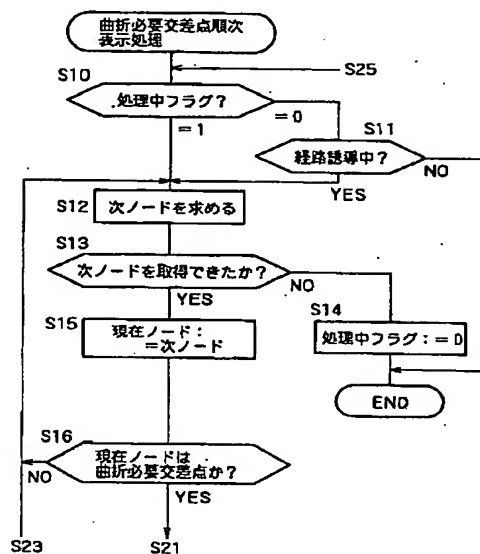 曲折必要交差点順次
表示処理
S25
S10
処理中フラグ?
=0
=1
S11
経路誘導中?
NO
YES
S12
次ノードを求める
S13
次ノードを取得できたか?
NO
YES
S14
処理中フラグ:=0
S15
現在ノード:
=次ノード
END
S16
現在ノードは
曲折必要交差点か?
NO
YES
S23
S21